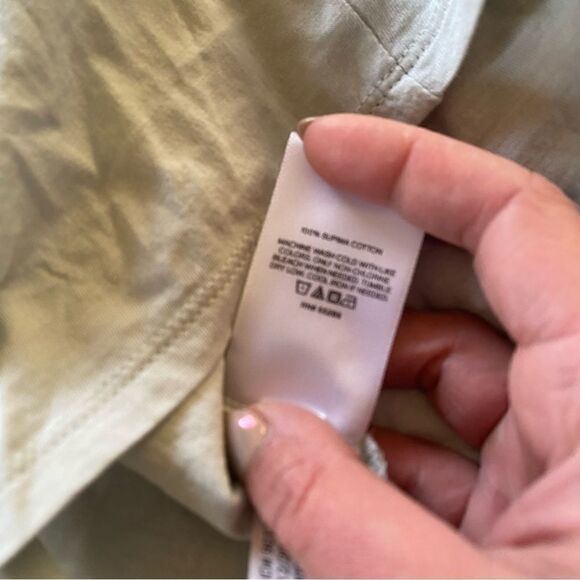 100% SUPIMA COTTON
MACHINE WASH COLD WITH LIKE
COLORS. ONLY NON-CHLORINE
BLEACH WHEN NEEDED. TUMBLE
DRY LOW. COOL IRON IF NEEDED.